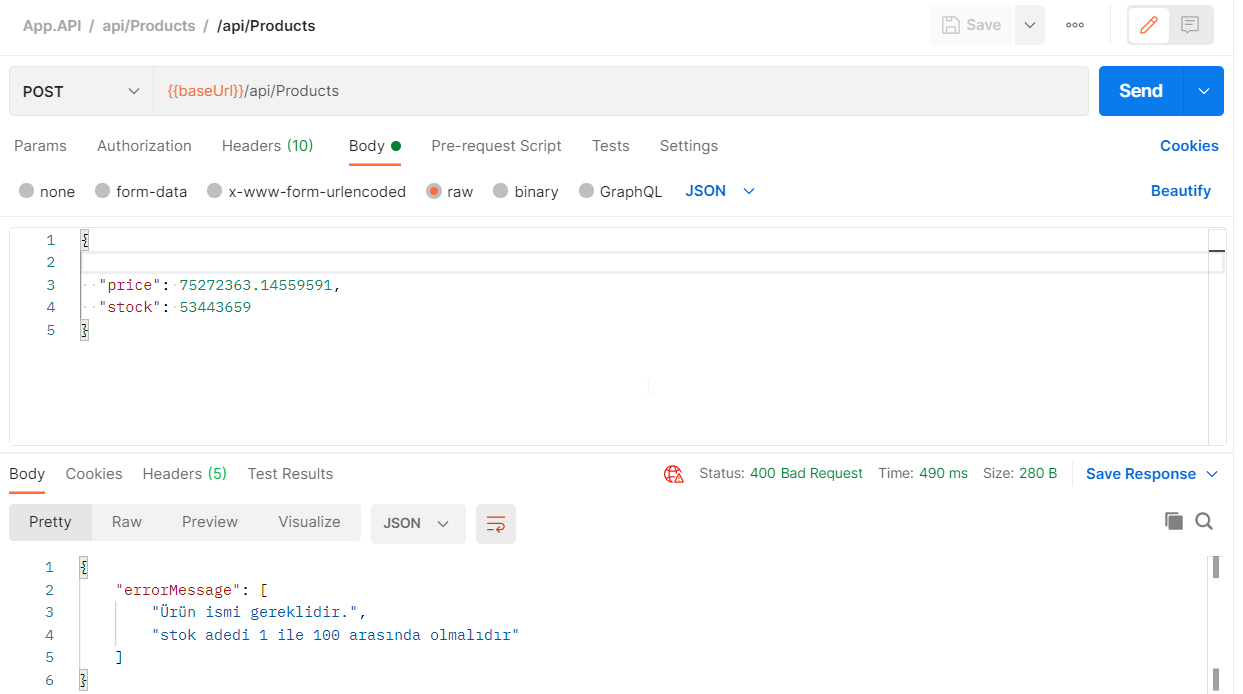 App.API / api/Products / /api/Products
Save
POST
{{baseUrl}}/api/Products
Send
Params Authorization Headers (10) Body Pre-request Script Tests Settings Cookies
none form-data x-www-form-urlencoded raw binary GraphQL JSON Beautify
1 {
2
3 "price": 75272363.14559591,
4 "stock": 53443659
5 }
Body Cookies Headers (5) Test Results Status: 400 Bad Request Time: 490 ms Size: 280 B Save Response
Pretty Raw Preview Visualize JSON
1 {
2 "errorMessage": [
3 "Ürün ismi gereklidir.",
4 "stok adedi 1 ile 100 arasında olmalıdır"
5 ]
6 }